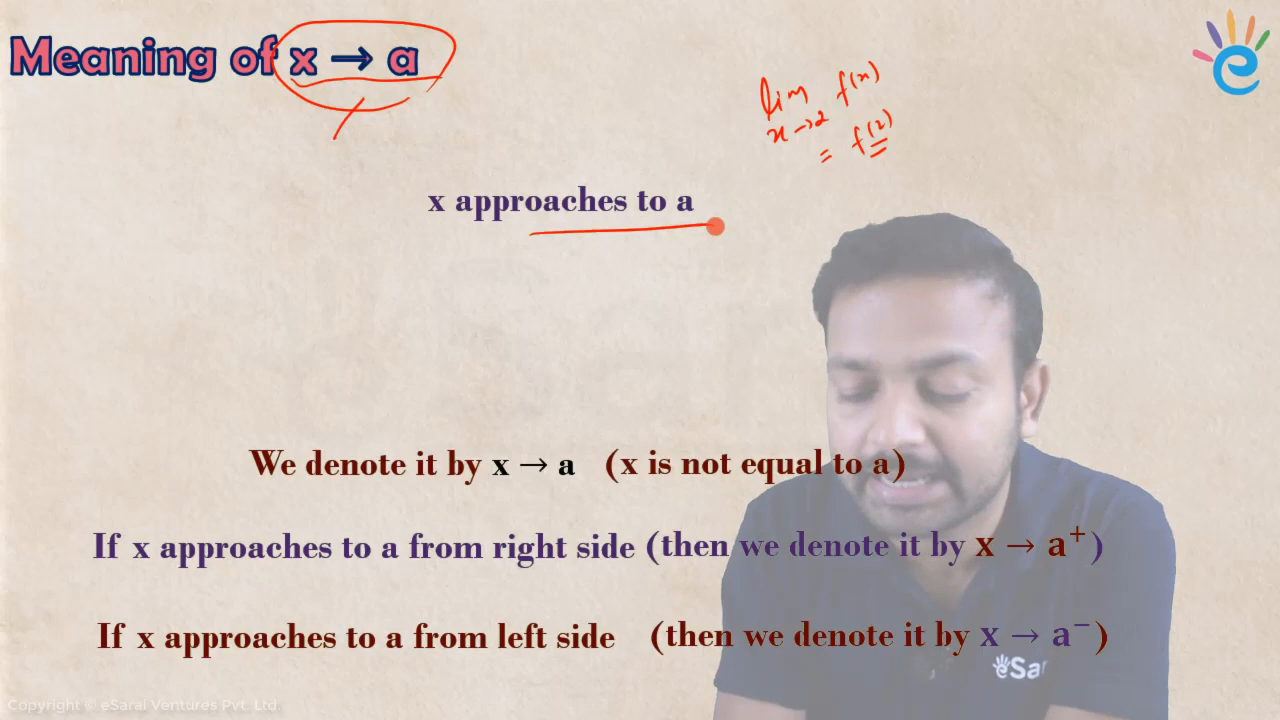 Meaning of x → a
lim f(x)
x→2
= f(2)
x approaches to a
We denote it by x → a (x is not equal to a)
If x approaches to a from right side (then we denote it by x → a⁺)
If x approaches to a from left side (then we denote it by x → a⁻)
eSar
Copyright © eSaral Ventures Pvt. Ltd.